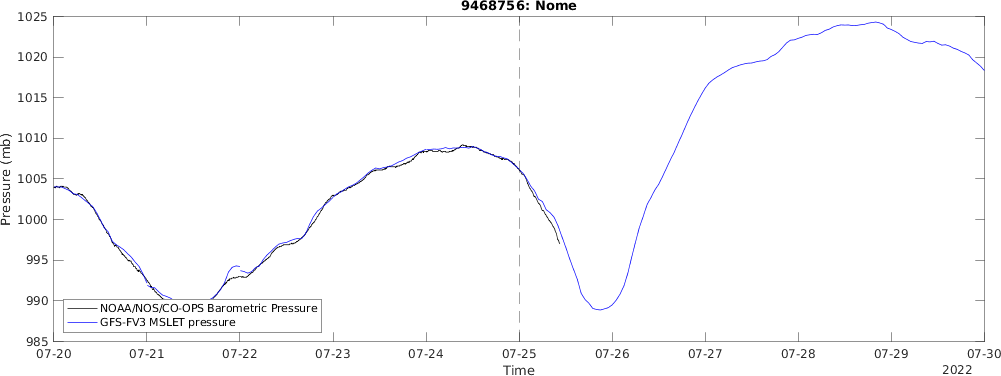 9468756: Nome
1025
1020
1015
1010
1005
1000
995
990
985
Pressure (mb)
NOAA/NOS/CO-OPS Barometric Pressure
GFS-FV3 MSLET pressure
07-20 07-21 07-22 07-23 07-24 07-25 07-26 07-27 07-28 07-29 07-30
Time
2022